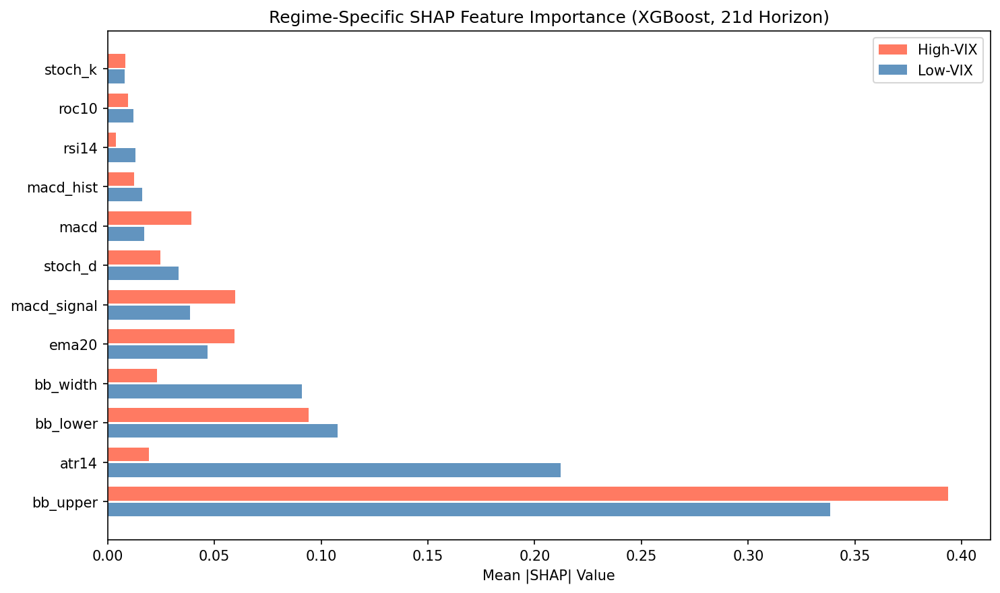 Regime-Specific SHAP Feature Importance (XGBoost, 21d Horizon)
High-VIX
Low-VIX
stoch_k
roc10
rsi14
macd_hist
macd
stoch_d
macd_signal
ema20
bb_width
bb_lower
atr14
bb_upper
0.00 0.05 0.10 0.15 0.20 0.25 0.30 0.35 0.40
Mean |SHAP| Value